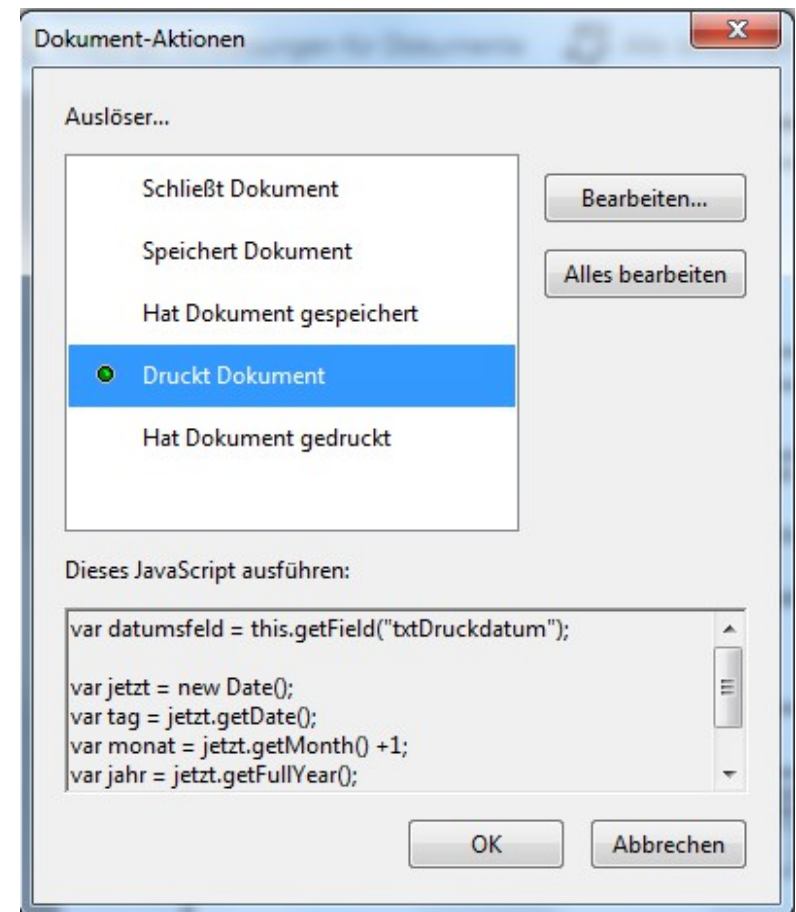 Dokument-Aktionen
Auslöser...
Schließt Dokument
Speichert Dokument
Hat Dokument gespeichert
Druckt Dokument
Hat Dokument gedruckt
Bearbeiten...
Alles bearbeiten
Dieses JavaScript ausführen:
var datumsfeld = this.getField("txtDruckdatum");
var jetzt = new Date();
var tag = jetzt.getDate();
var monat = jetzt.getMonth() +1;
var jahr = jetzt.getFullYear();
OK
Abbrechen